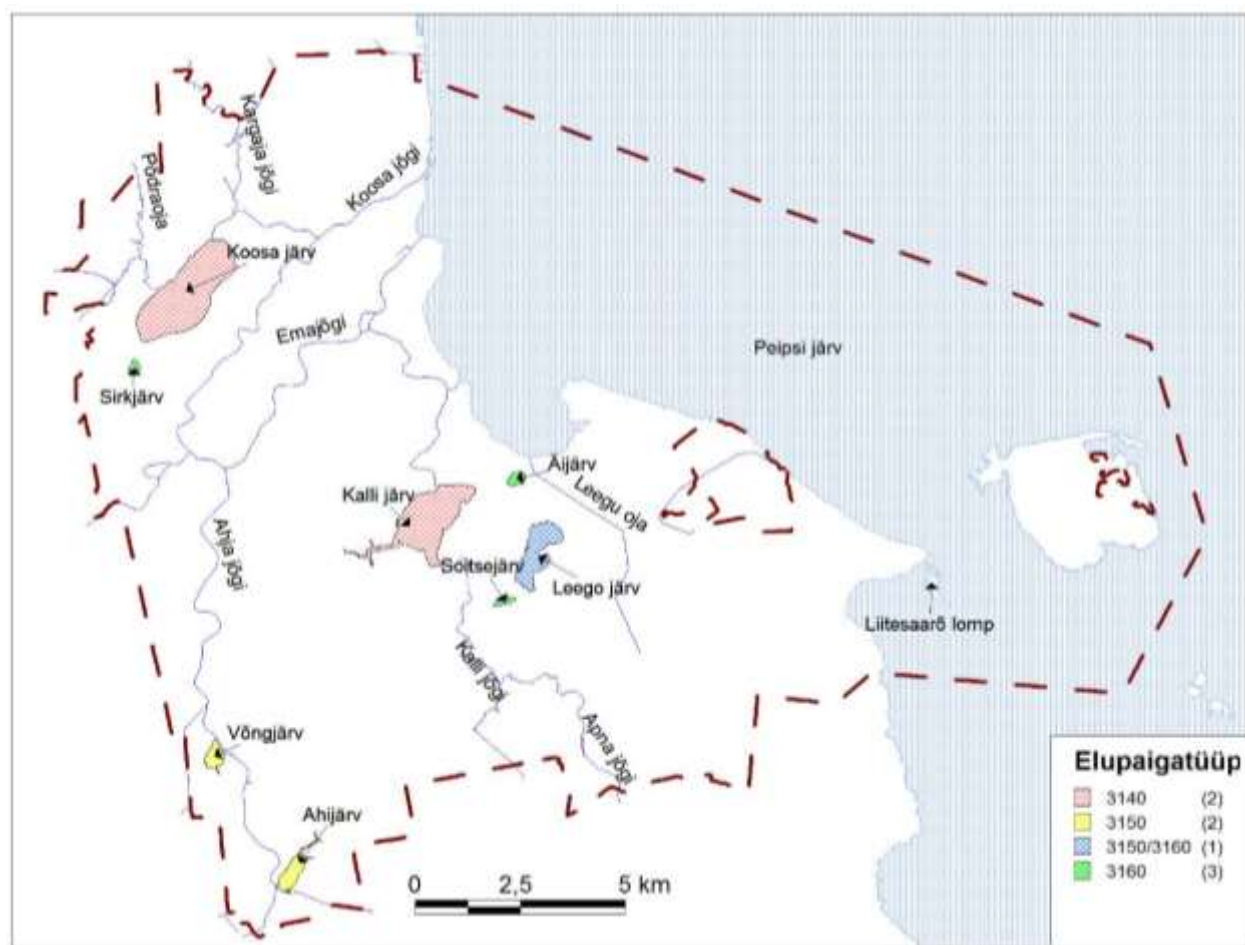 Kargaja jõgi
Põdraoja
Koosa jõgi
Koosa järv
Emajõgi
Peipsi järv
Sirkjärv
Äijärv
Leegu oja
Kalli järv
Ahja jõgi
Soitsejärv
Leego järv
Liitesaarõ lomp
Kalli jõgi
Apna jõgi
Võngjärv
Ahijärv
0 2,5 5 km
Elupaigatüüp
3140 (2)
3150 (2)
3150/3160 (1)
3160 (3)